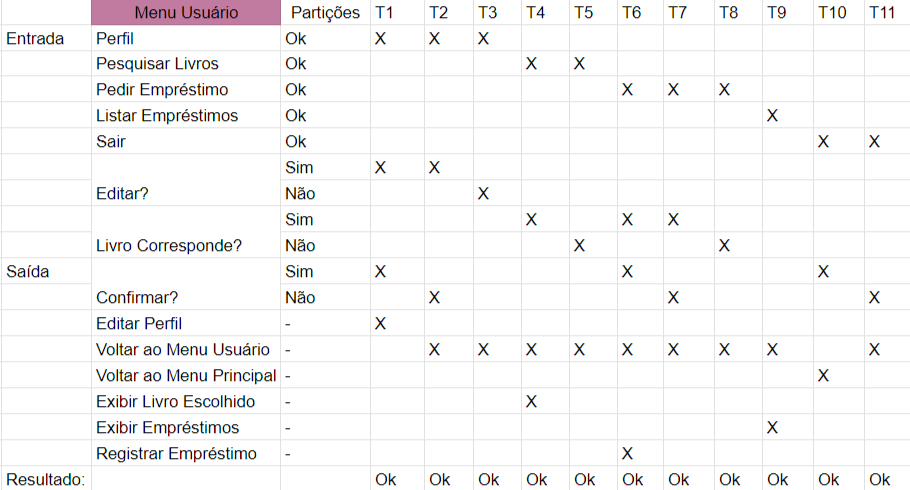 Menu Usuário Partições T1 T2 T3 T4 T5 T6 T7 T8 T9 T10 T11
Entrada Perfil Ok X X X
Pesquisar Livros Ok X X
Pedir Empréstimo Ok X X X
Listar Empréstimos Ok X
Sair Ok X X
Sim X X
Editar? Não X
Sim X X X
Livro Corresponde? Não X X
Saída Sim X X X
Confirmar? Não X X X
Editar Perfil - X
Voltar ao Menu Usuário - X X X X X X X X X
Voltar ao Menu Principal - X
Exibir Livro Escolhido - X
Exibir Empréstimos - X
Registrar Empréstimo - X
Resultado: Ok Ok Ok Ok Ok Ok Ok Ok Ok Ok Ok